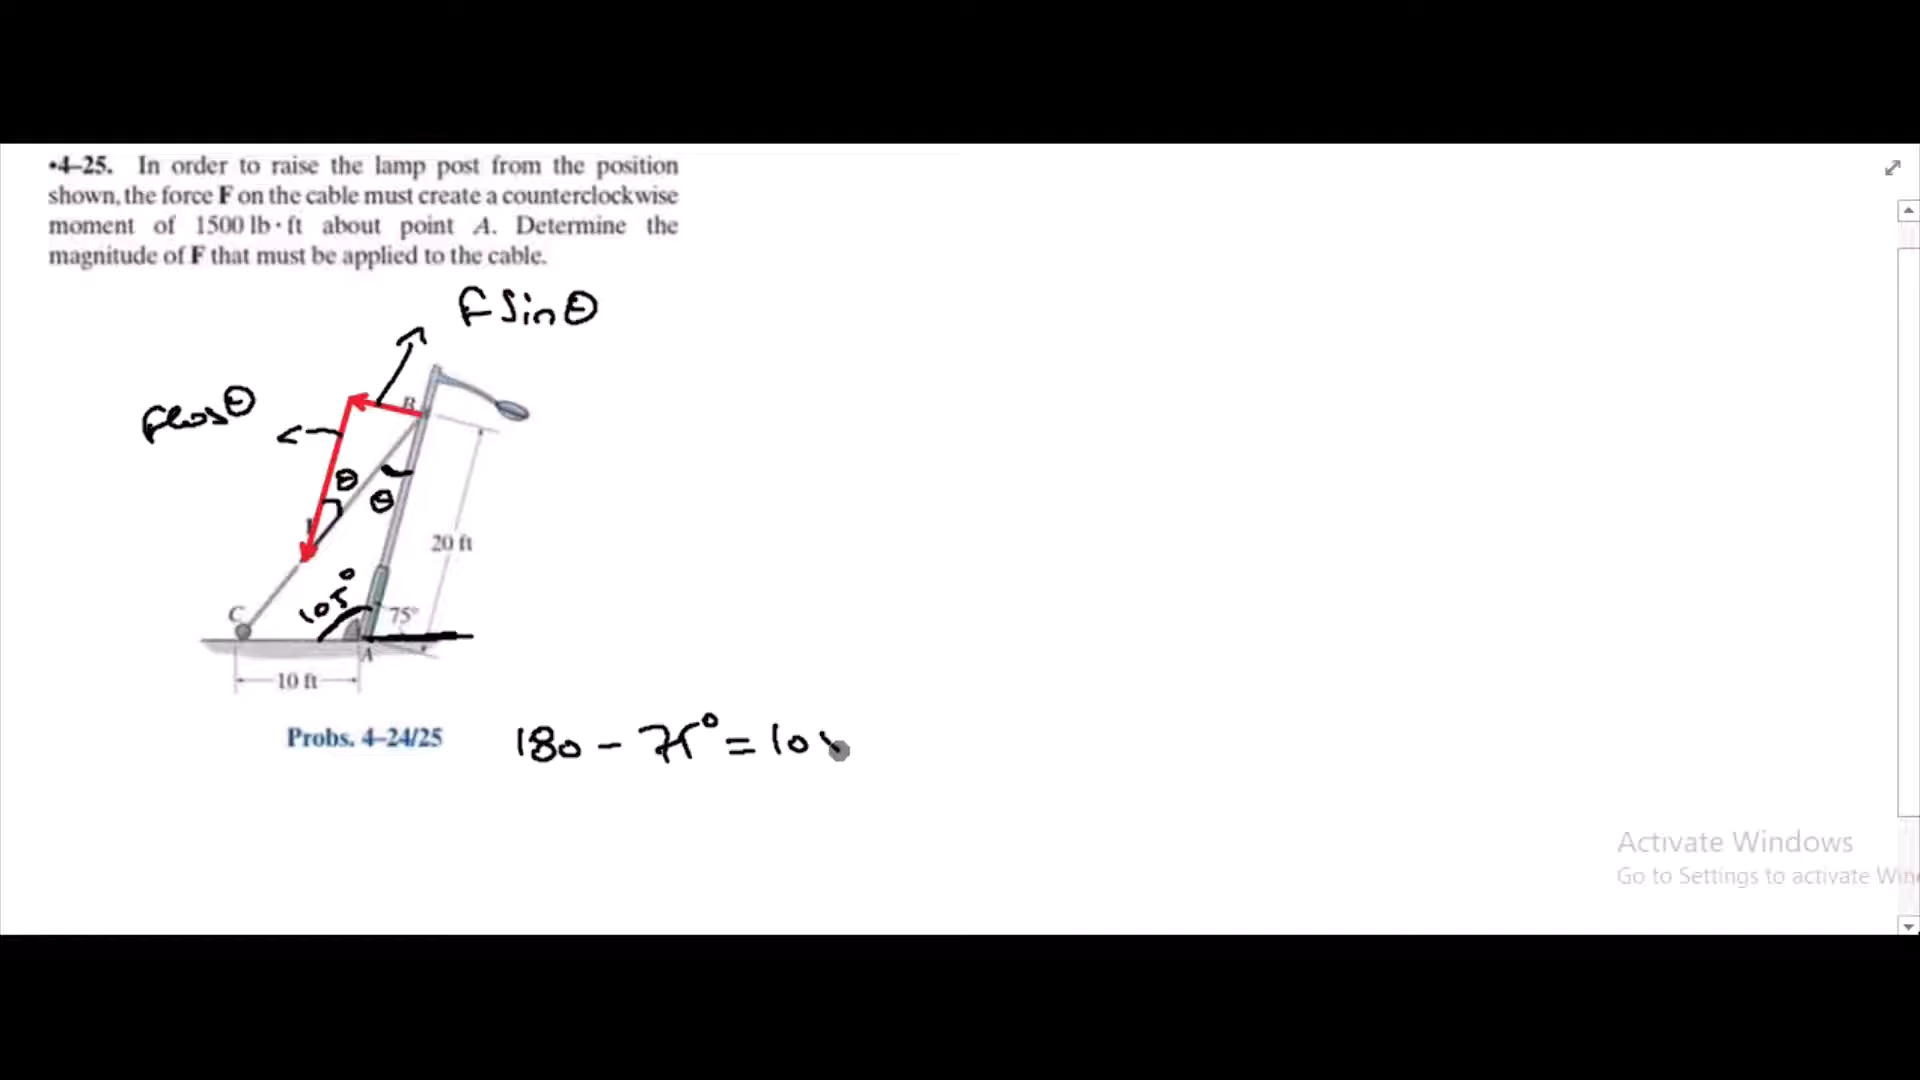 •4–25. In order to raise the lamp post from the position
shown, the force F on the cable must create a counterclockwise
moment of 1500 lb · ft about point A. Determine the
magnitude of F that must be applied to the cable.
F Sin θ
F cos θ
B
θ
θ
20 ft
105°
75°
C
A
10 ft
Probs. 4–24/25
180 – 75° = 10
Activate Windows
Go to Settings to activate Win